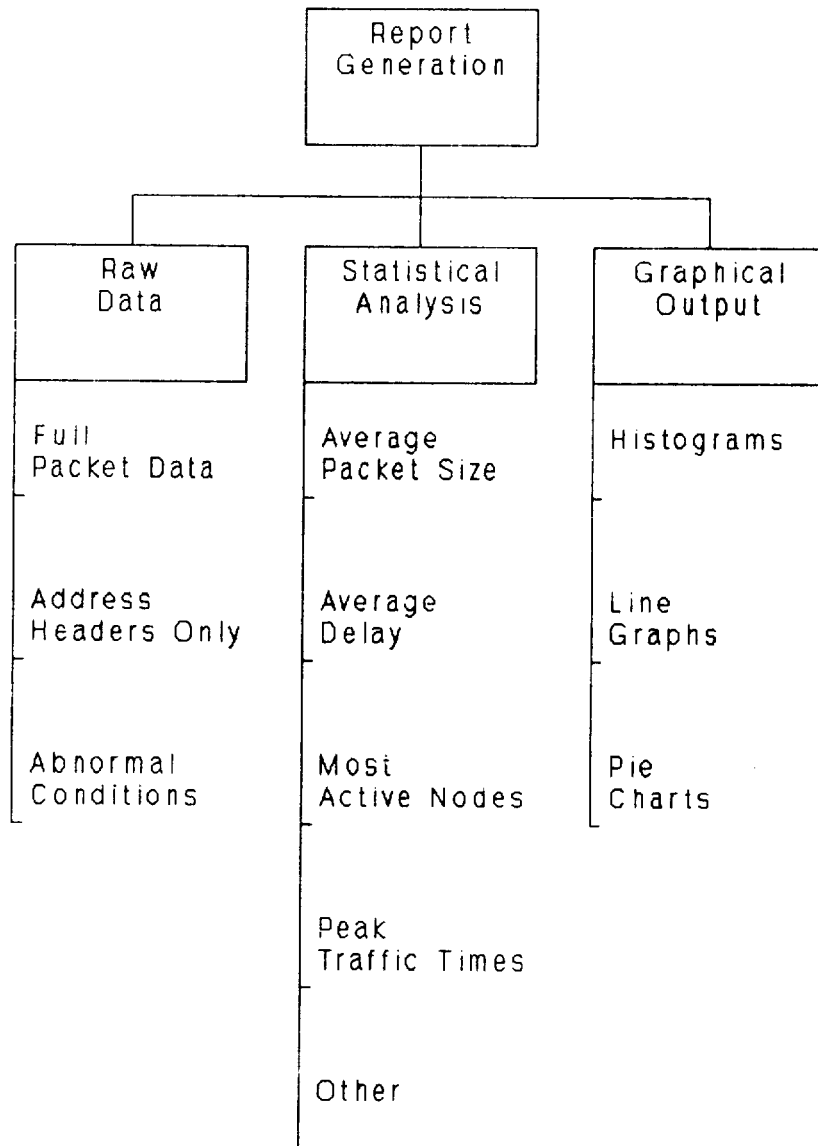 Report
Generation
Raw
Data
Full
Packet Data
Address
Headers Only
Abnormal
Conditions
Statistical
Analysis
Average
Packet Size
Average
Delay
Most
Active Nodes
Peak
Traffic Times
Other
Graphical
Output
Histograms
Line
Graphs
Pie
Charts